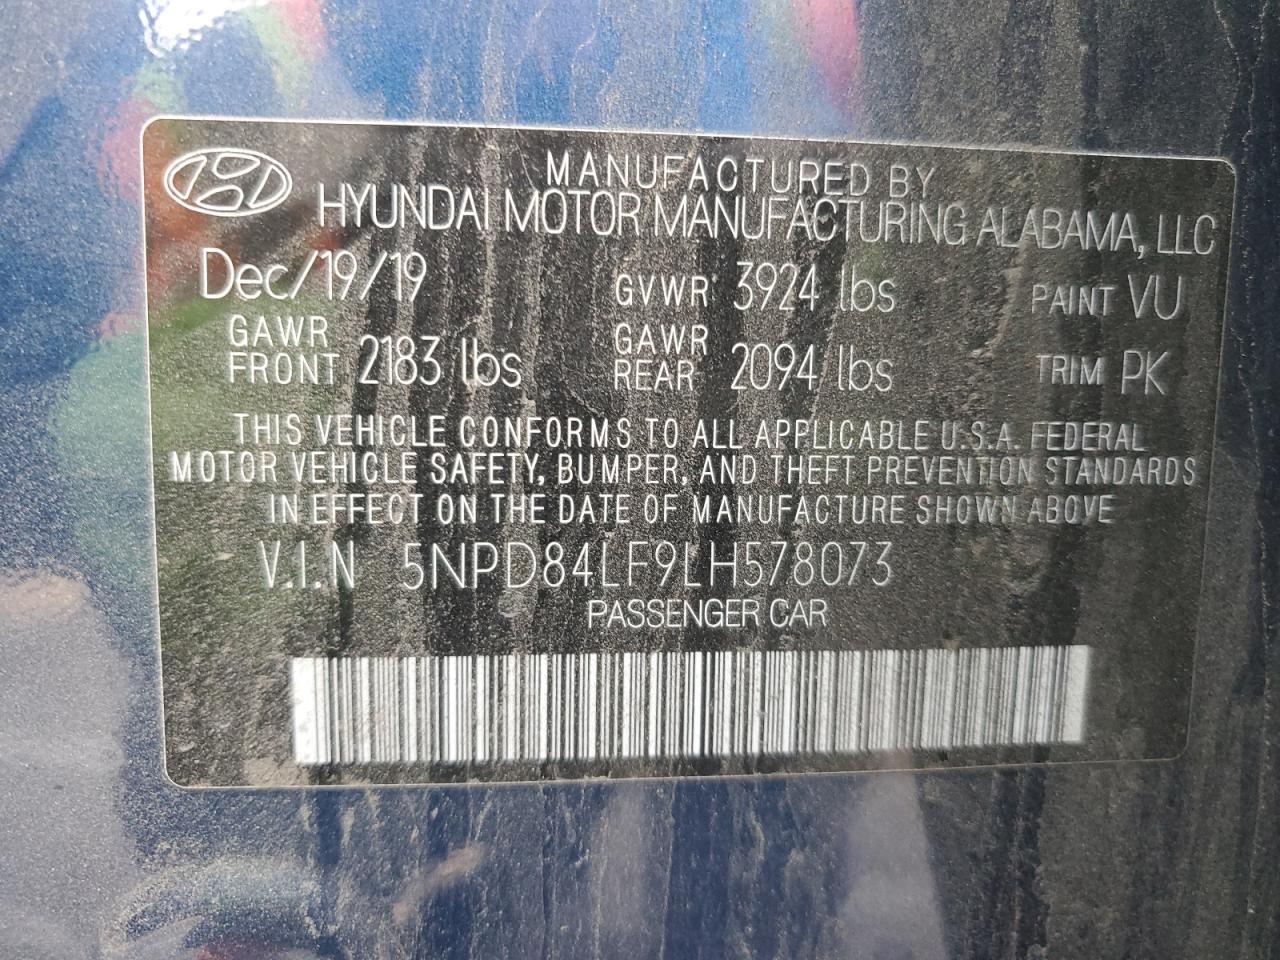 MANUFACTURED BY
HYUNDAI MOTOR MANUFACTURING ALABAMA, LLC
Dec/19/19 GVWR 3924 lbs PAINT VU
GAWR FRONT 2183 lbs GAWR REAR 2094 lbs TRIM PK
THIS VEHICLE CONFORMS TO ALL APPLICABLE U.S.A. FEDERAL
MOTOR VEHICLE SAFETY, BUMPER, AND THEFT PREVENTION STANDARDS
IN EFFECT ON THE DATE OF MANUFACTURE SHOWN ABOVE
V.I.N 5NPD84LF9LH578073
PASSENGER CAR